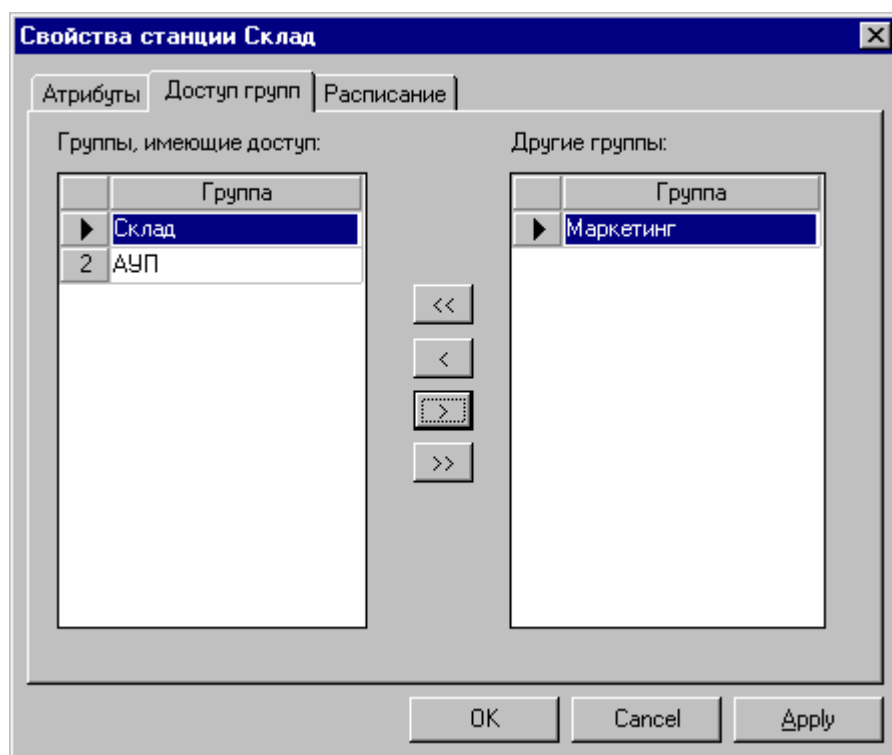 Свойства станции Склад
Атрибуты Доступ групп Расписание
Группы, имеющие доступ: Другие группы:
Группа Группа
Склад Маркетинг
2 АУП
<<
<
>
>>
OK Cancel Apply